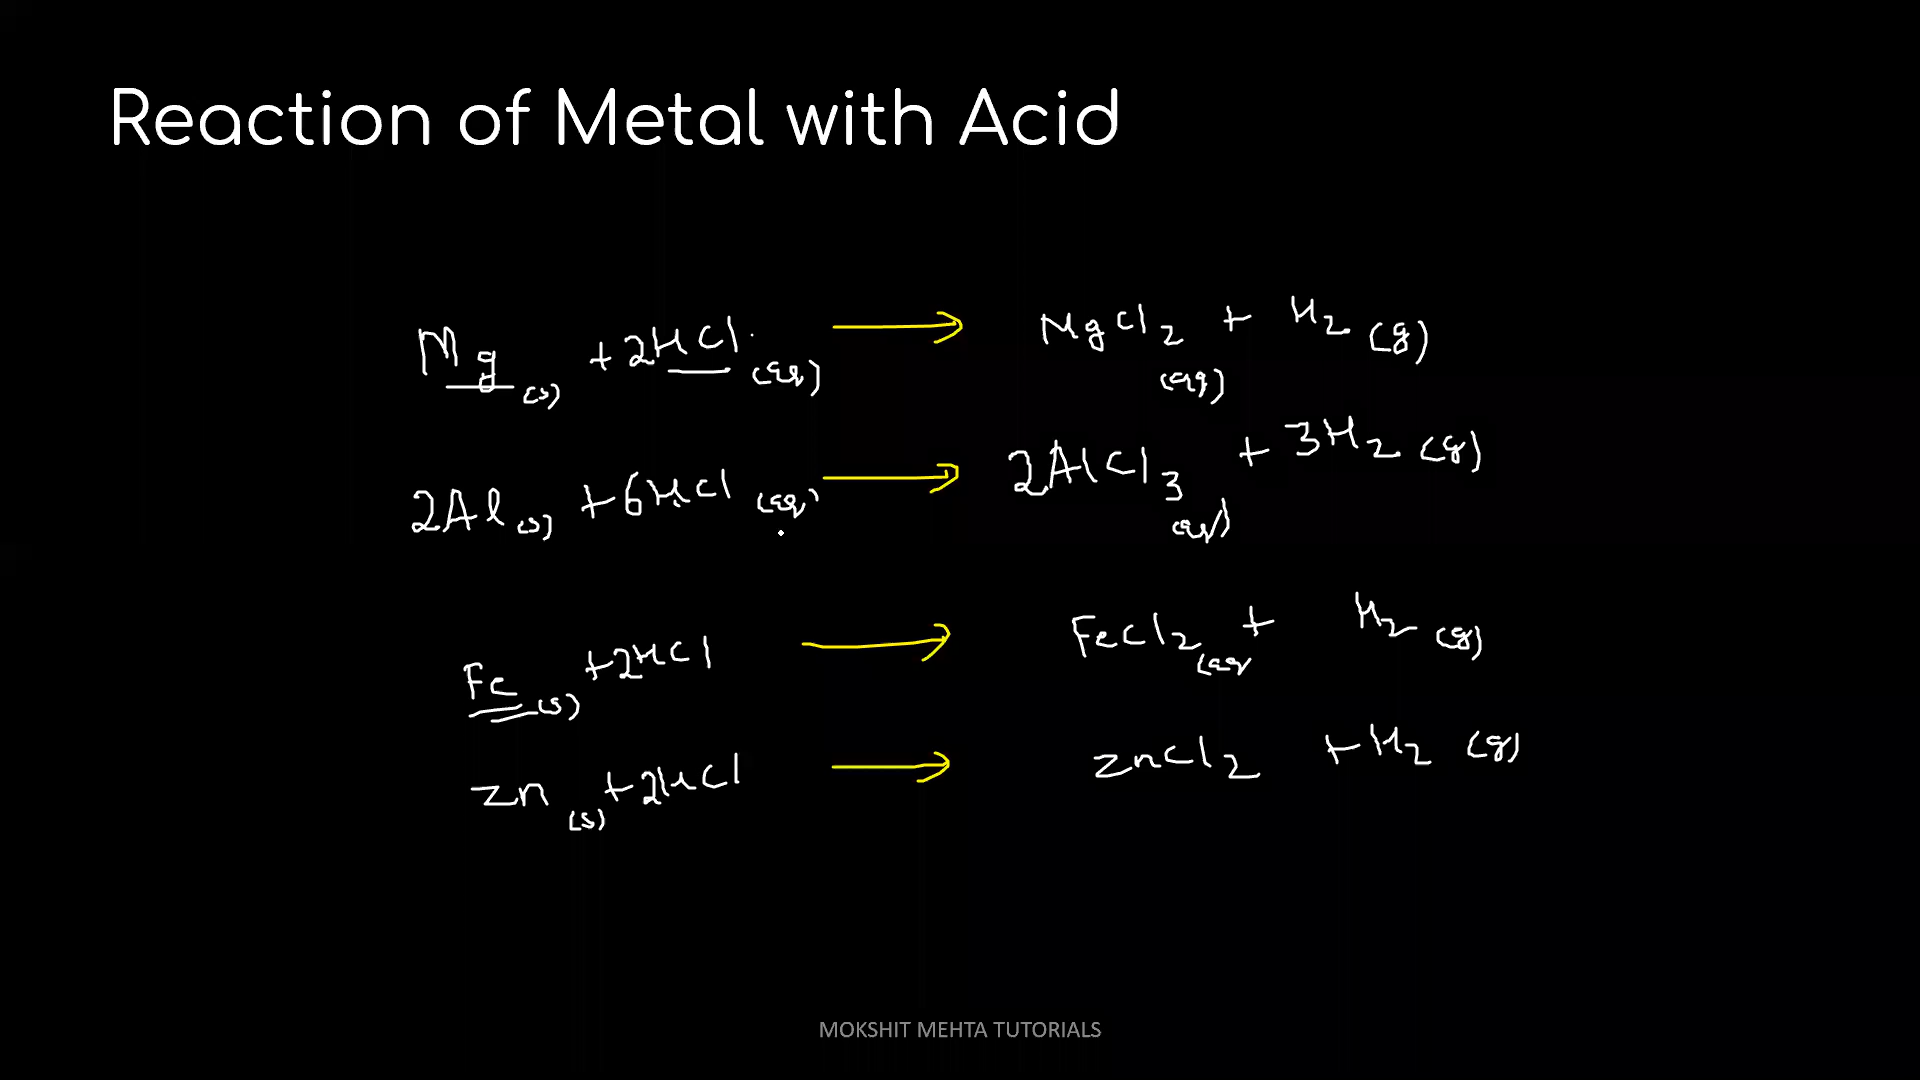 Reaction of Metal with Acid
Mg (s) + 2HCl (aq) → MgCl2 (aq) + H2 (g)
2Al (s) + 6HCl (aq) → 2AlCl3 (aq) + 3H2 (g)
Fe (s) + 2HCl → FeCl2 (aq + H2 (g)
Zn (s) + 2HCl → ZnCl2 + H2 (g)
MOKSHIT MEHTA TUTORIALS